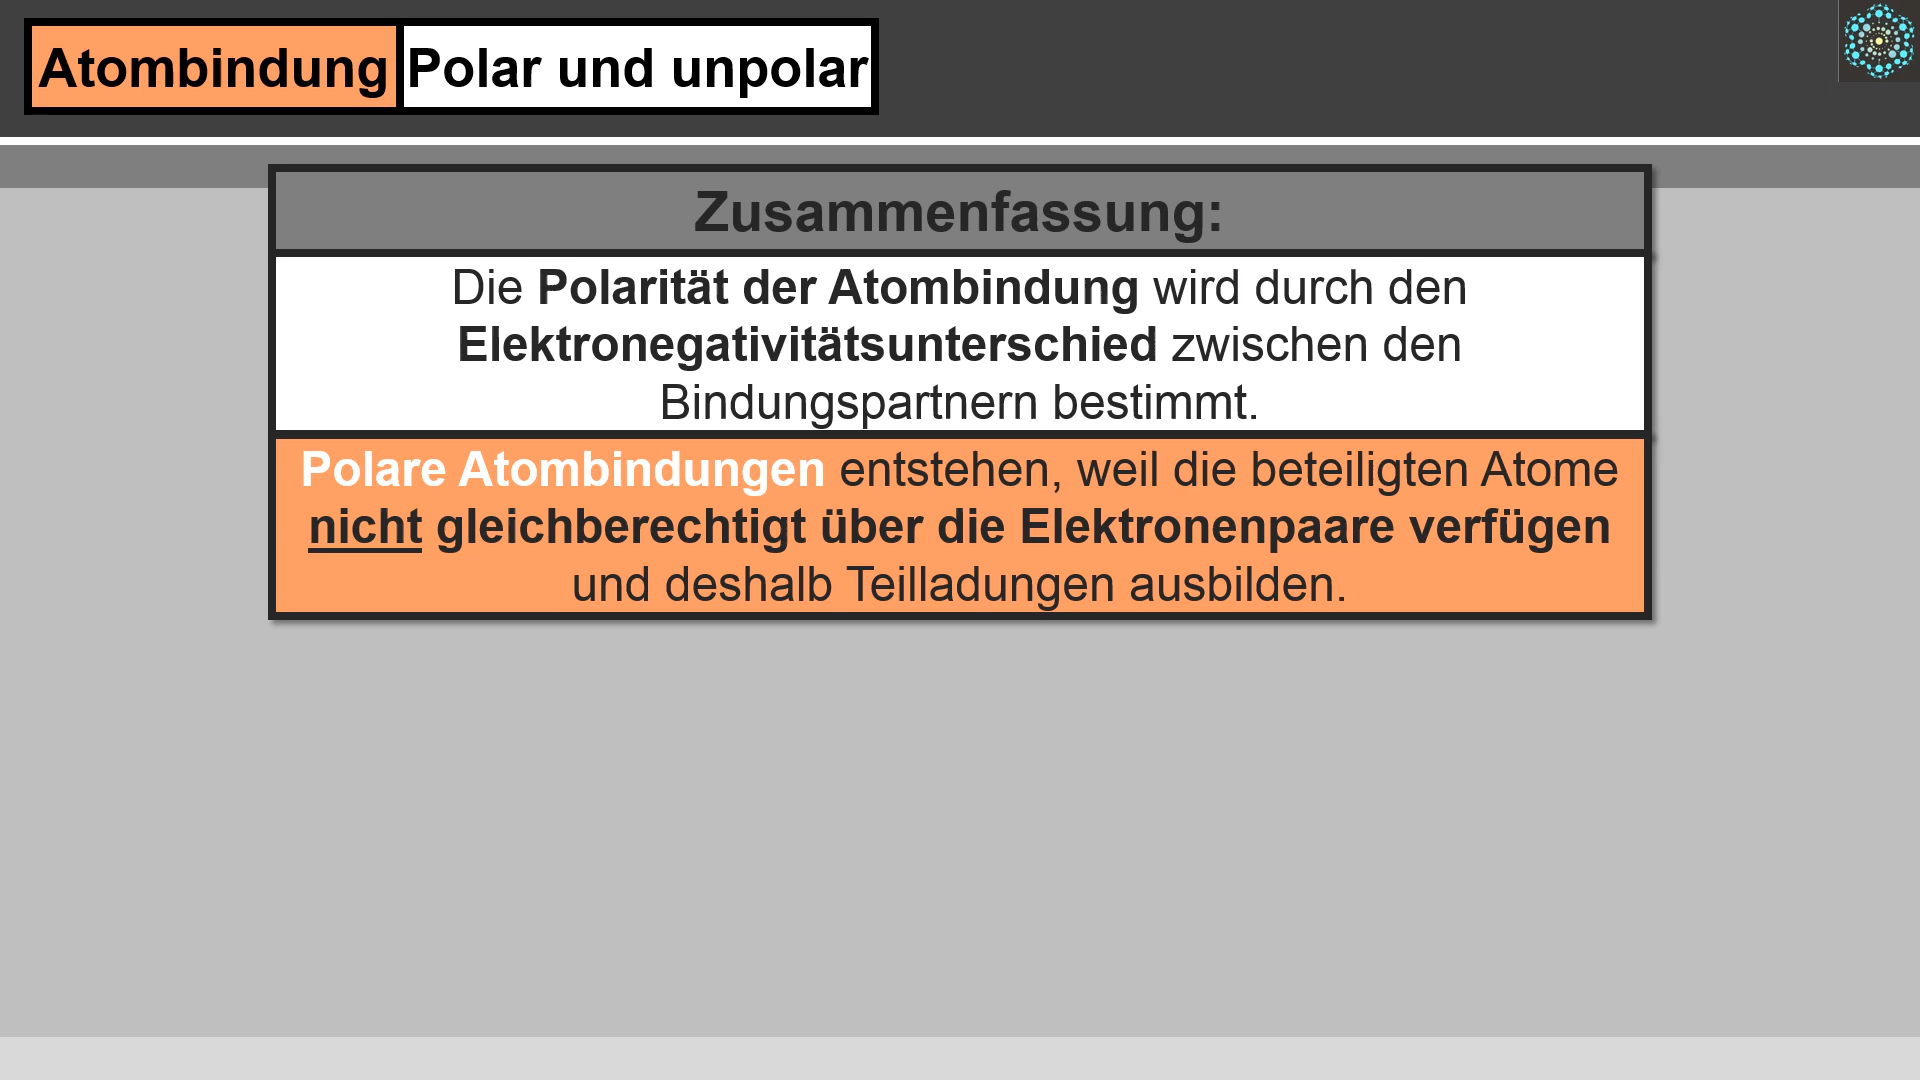 Atombindung Polar und unpolar
Zusammenfassung:
Die Polarität der Atombindung wird durch den
Elektronegativitätsunterschied zwischen den
Bindungspartnern bestimmt.
Polare Atombindungen entstehen, weil die beteiligten Atome
nicht gleichberechtigt über die Elektronenpaare verfügen
und deshalb Teilladungen ausbilden.